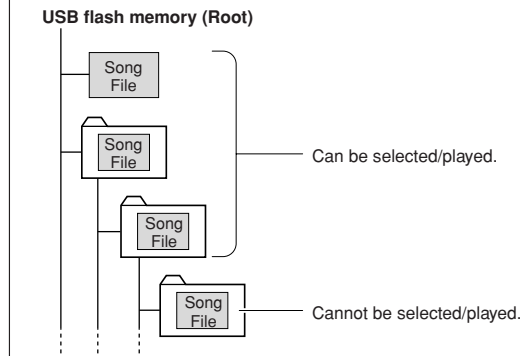 USB flash memory (Root)
Song
File
Song
File
Can be selected/played.
Song
File
Song
File
Cannot be selected/played.